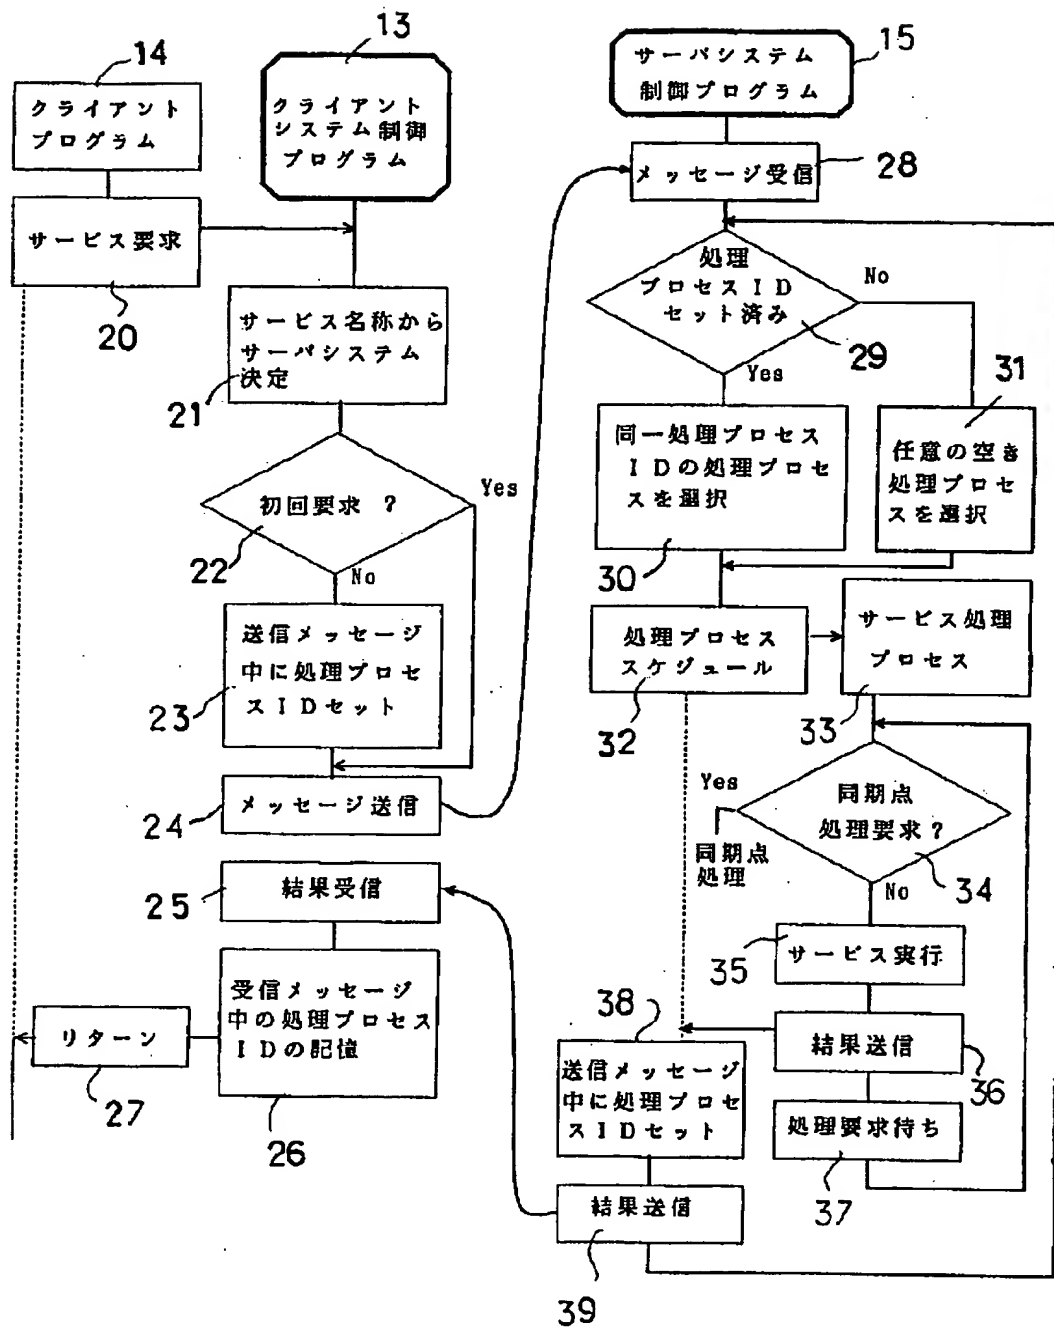 14
クライアント
プログラム
サービス要求
20
13
クライアント
システム制御
プログラム
サービス名称から
サーバシステム
決定
21
初回要求 ?
Yes
22
No
送信メッセージ
中に処理プロセ
スIDセット
23
メッセージ送信
24
結果受信
25
受信メッセージ
中の処理プロセス
IDの記憶
26
リターン
27
サーバシステム
制御プログラム
15
メッセージ受信
28
処理
プロセスID
セット済み
No
29
Yes
31
同一処理プロセス
IDの処理プロセ
スを選択
30
任意の空き
処理プロセ
スを選択
処理プロセス
スケジュール
32
サービス処理
プロセス
33
Yes
同期点
処理要求?
同期点
処理
34
No
35
サービス実行
結果送信
36
処理要求待ち
37
38
送信メッセージ
中に処理プロセ
スIDセット
結果送信
39